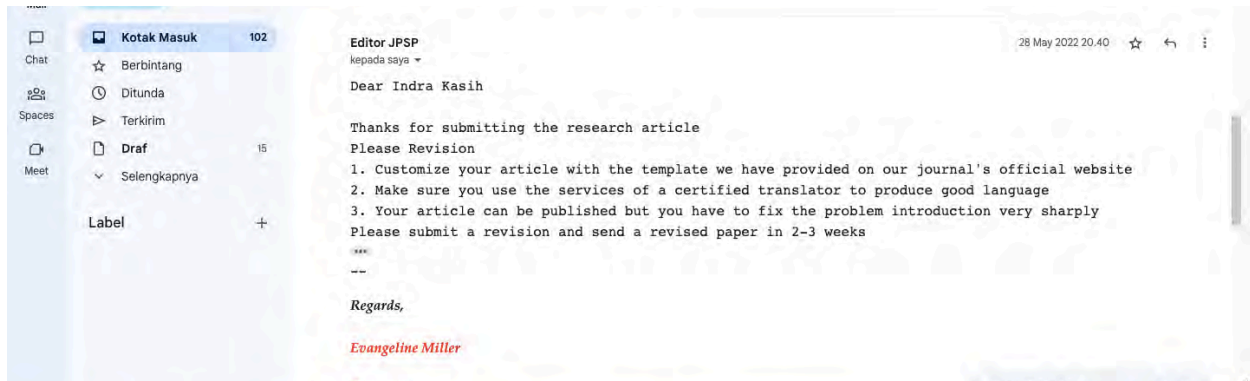 Chat
Spaces
Meet
Kotak Masuk 102
Berbintang
Ditunda
Terkirim
Draf 15
Selengkapnya
Label +
Editor JPSP
28 May 2022 20.40
kepada saya
Dear Indra Kasih
Thanks for submitting the research article
Please Revision
1. Customize your article with the template we have provided on our journal's official website
2. Make sure you use the services of a certified translator to produce good language
3. Your article can be published but you have to fix the problem introduction very sharply
Please submit a revision and send a revised paper in 2-3 weeks
--
Regards,
Evangeline Miller